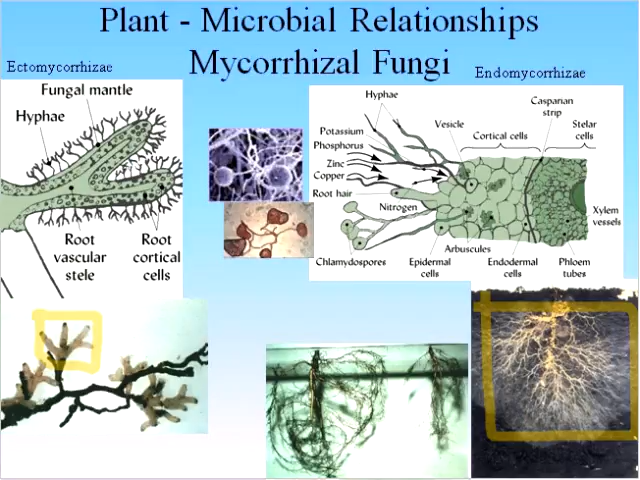 Plant - Microbial Relationships
Mycorrhizal Fungi
Ectomycorrhizae
Endomycorrhizae
Fungal mantle
Hyphae
Root
vascular
stele
Root
cortical
cells
Hyphae
Potassium
Phosphorus
Zinc
Copper
Root hair
Nitrogen
Chlamydospores
Vesicle
Cortical cells
Casparian
strip
Stelar
cells
Xylem
vessels
Arbuscules
Epidermal
cells
Endodermal
cells
Phloem
tubes